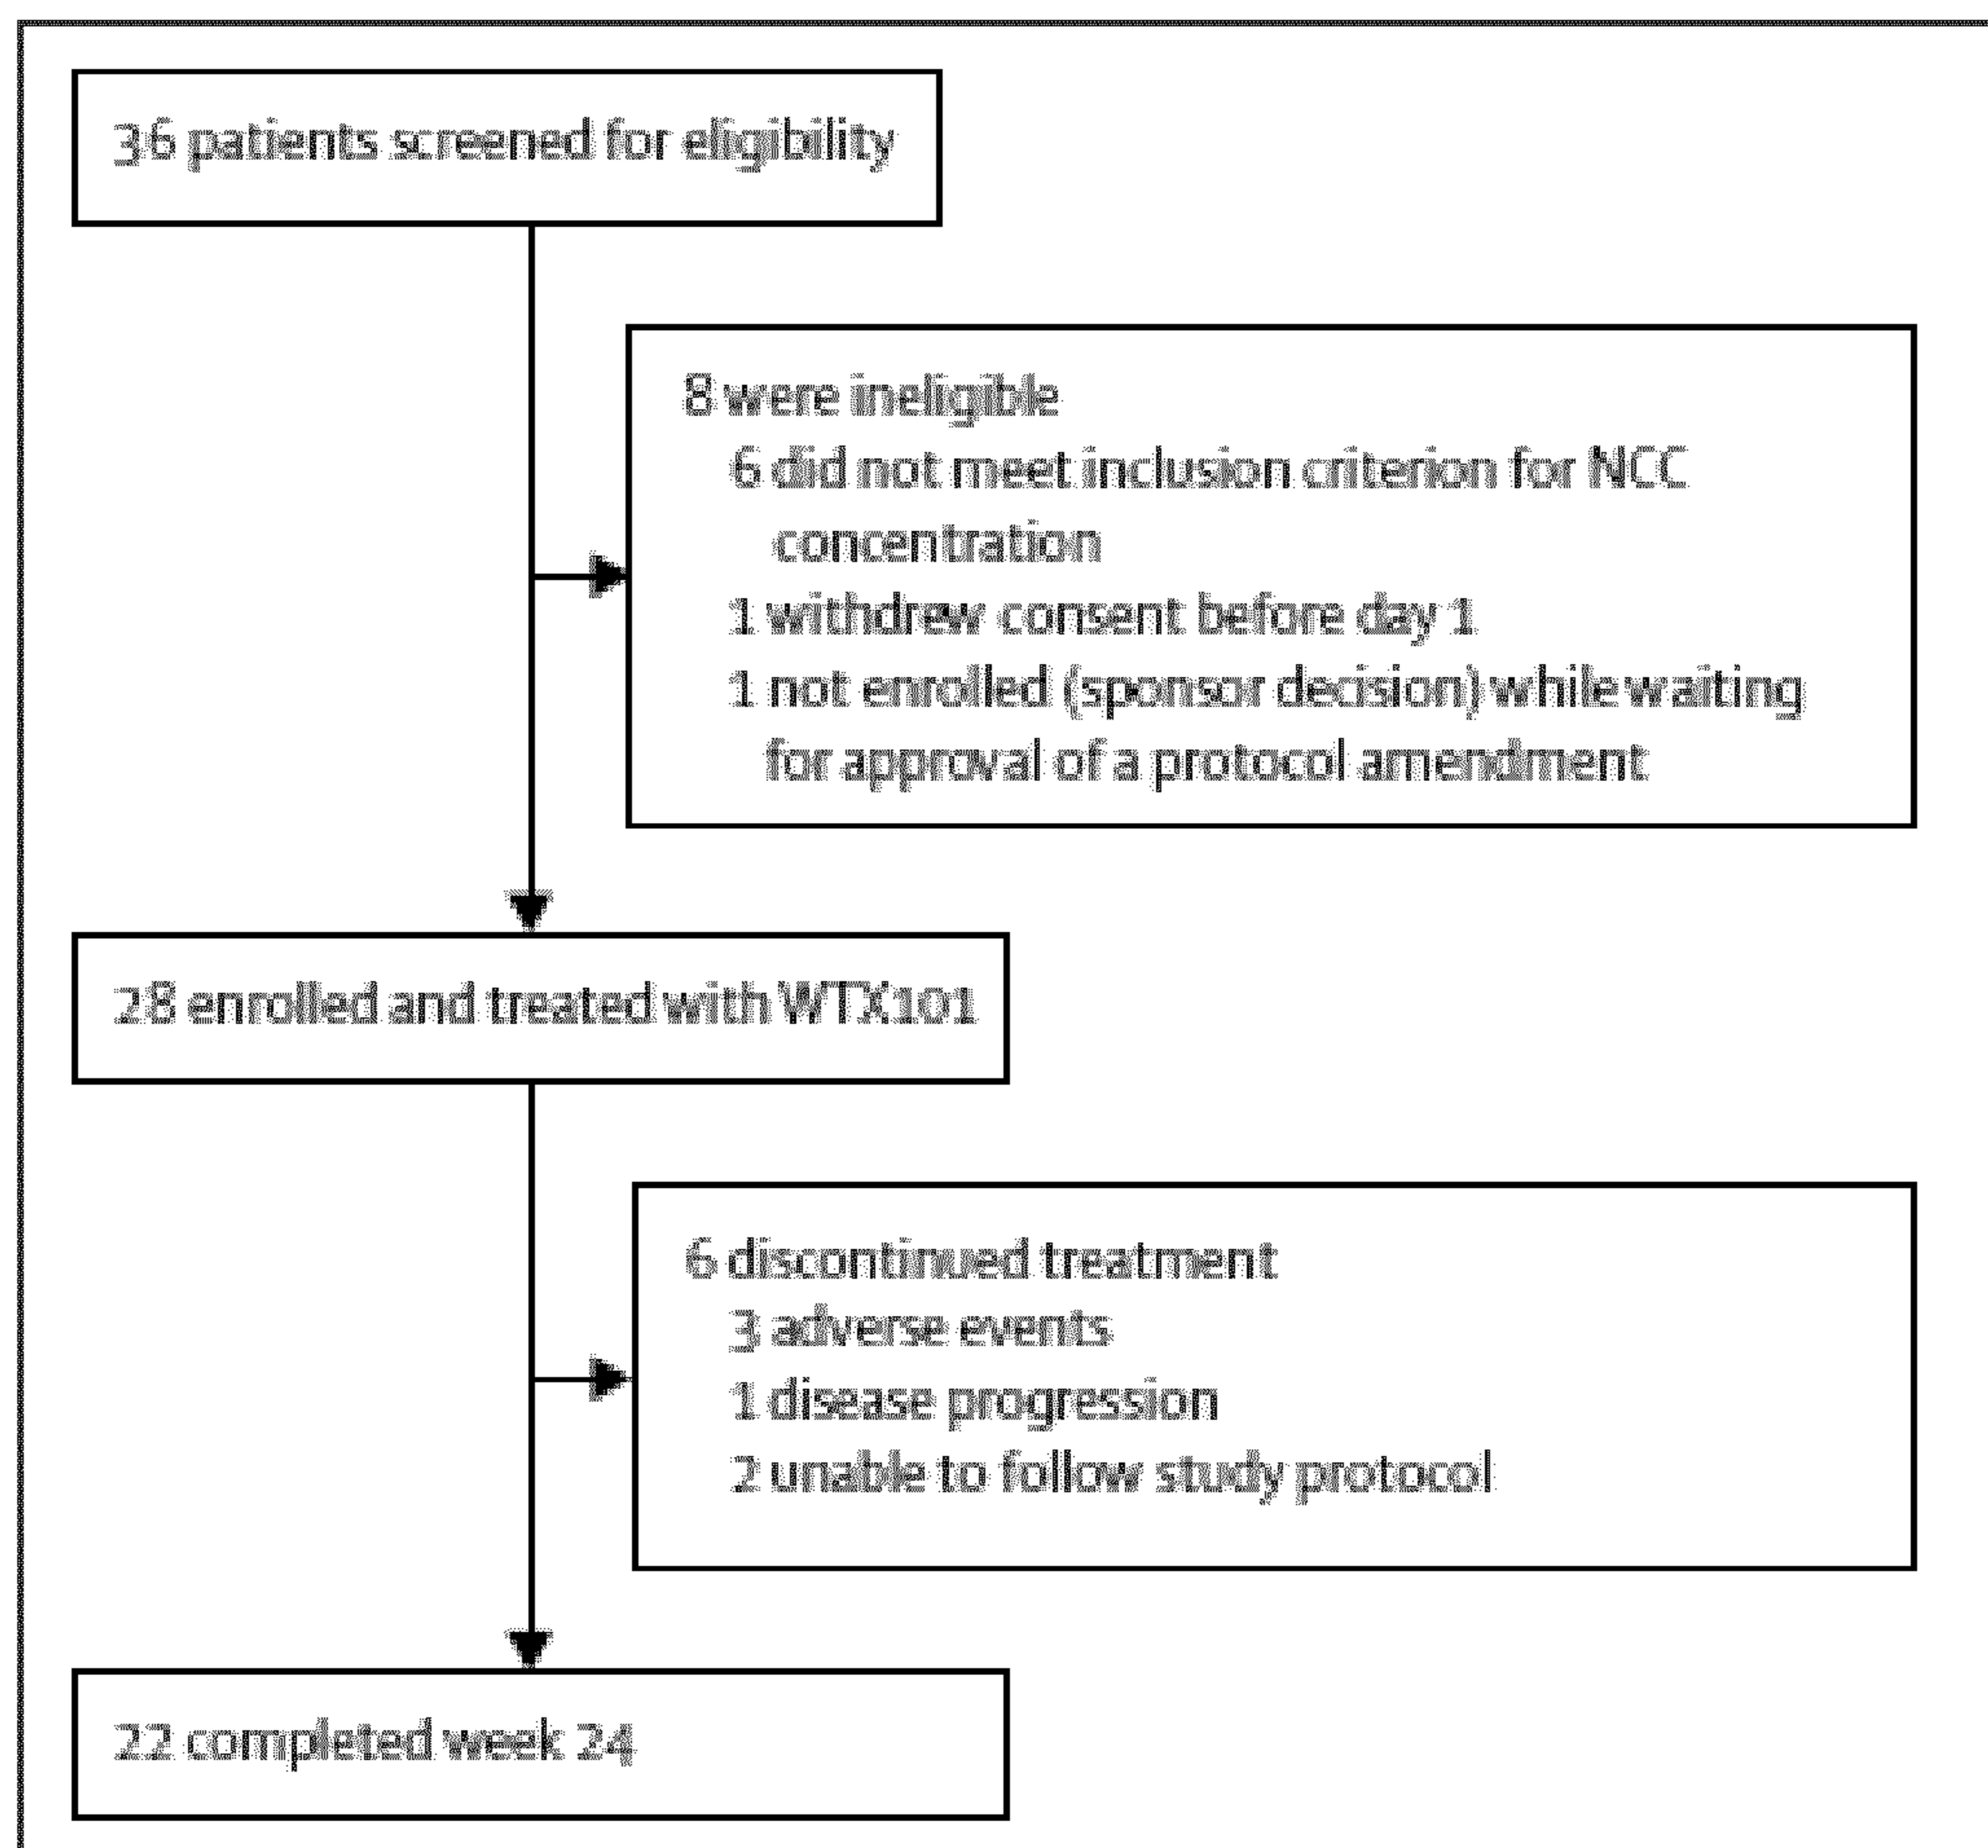 36 patients screened for eligibility
8 were ineligible
6 did not meet inclusion criterion for NCC
concentration
1 withdrew consent before day 1
1 not enrolled (sponsor decision) while waiting
for approval of a protocol amendment
28 enrolled and treated with WTX101
6 discontinued treatment
3 adverse events
1 disease progression
2 unable to follow study protocol
22 completed week 24